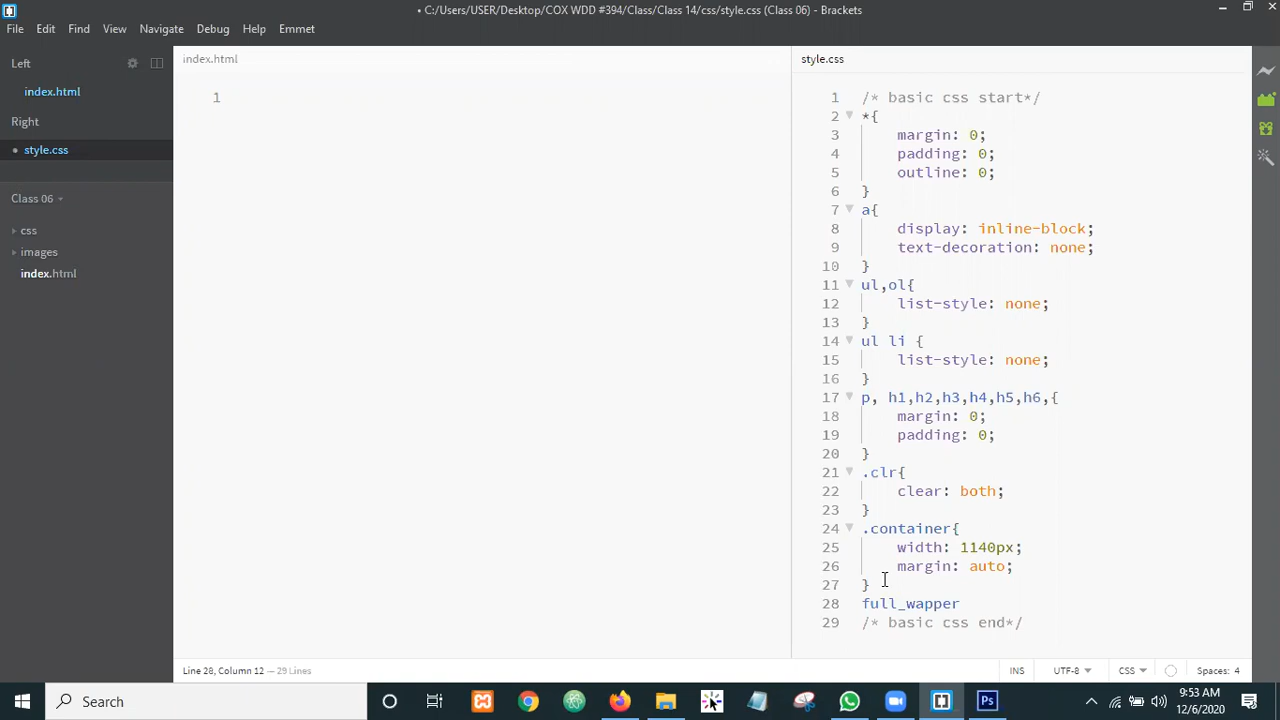 • C:/Users/USER/Desktop/COX WDD #394/Class/Class 14/css/style.css (Class 06) - Brackets
File Edit Find View Navigate Debug Help Emmet
Left
index.html
Right
• style.css
Class 06
css
images
index.html
index.html
1
style.css
1 /* basic css start*/
2 *{
3 margin: 0;
4 padding: 0;
5 outline: 0;
6 }
7 a{
8 display: inline-block;
9 text-decoration: none;
10 }
11 ul,ol{
12 list-style: none;
13 }
14 ul li {
15 list-style: none;
16 }
17 p, h1,h2,h3,h4,h5,h6,{
18 margin: 0;
19 padding: 0;
20 }
21 .clr{
22 clear: both;
23 }
24 .container{
25 width: 1140px;
26 margin: auto;
27 }
28 full_wapper
29 /* basic css end*/
Line 28, Column 12 — 29 Lines
INS UTF-8 CSS Spaces: 4
Search
Ps
9:53 AM
12/6/2020